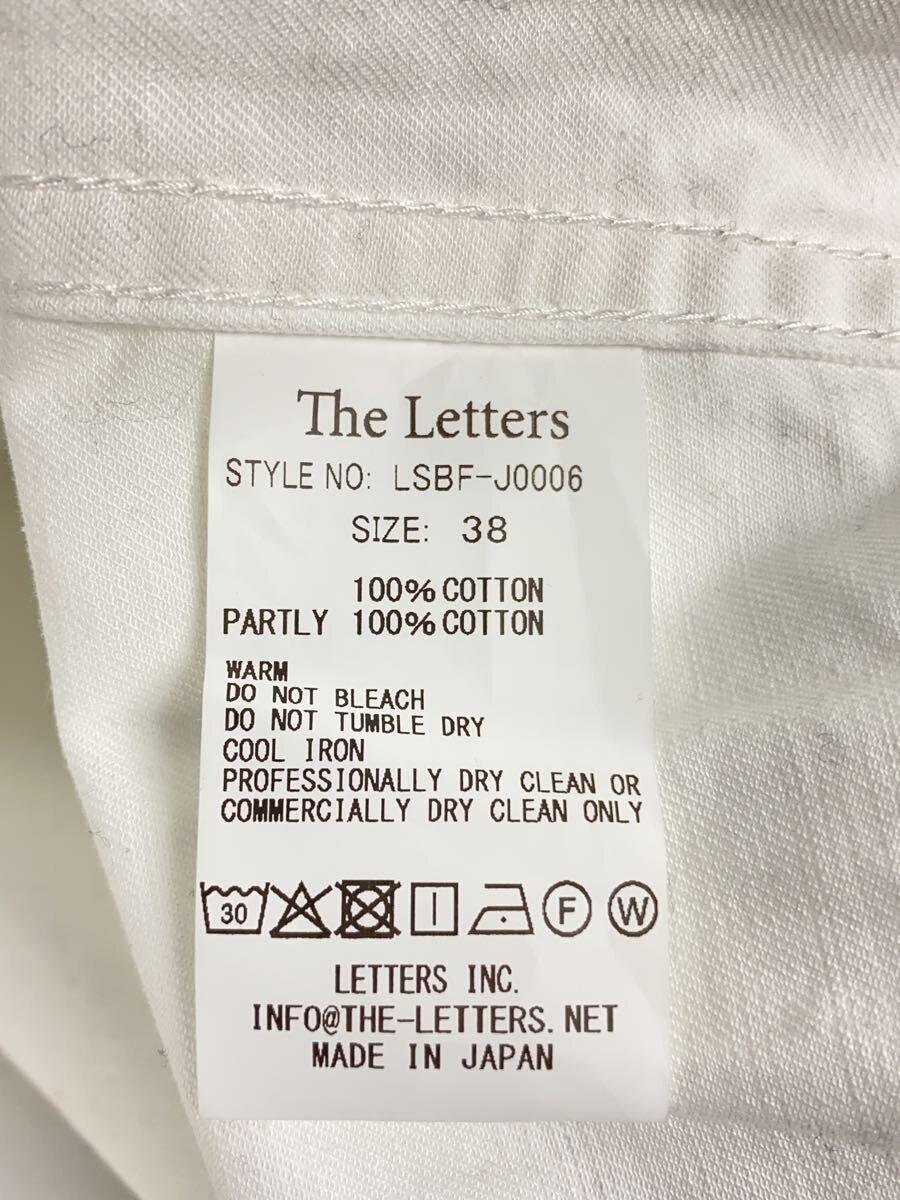 The Letters
STYLE NO: LSBF-J0006
SIZE: 38
100% COTTON
PARTLY 100% COTTON
WARM
DO NOT BLEACH
DO NOT TUMBLE DRY
COOL IRON
PROFESSIONALLY DRY CLEAN OR
COMMERCIALLY DRY CLEAN ONLY
30 F W
LETTERS INC.
INFO@THE-LETTERS.NET
MADE IN JAPAN